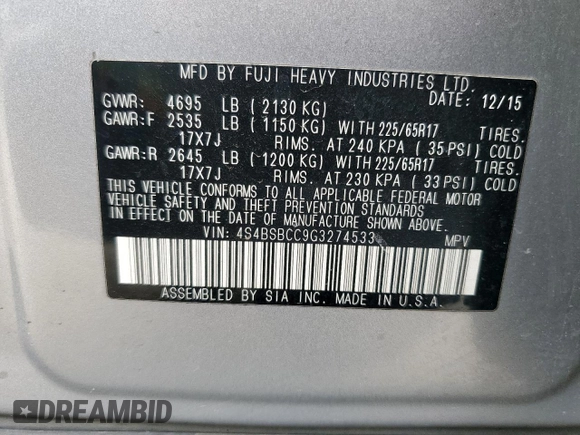 MFD BY FUJI HEAVY INDUSTRIES LTD.
DATE: 12/15
GVWR: 4695 LB (2130 KG)
GAWR:F 2535 LB (1150 KG) WITH 225/65R17 TIRES.
17X7J RIMS. AT 240 KPA (35 PSI) COLD
GAWR:R 2645 LB (1200 KG) WITH 225/65R17 TIRES.
17X7J RIMS. AT 230 KPA (33 PSI) COLD
THIS VEHICLE CONFORMS TO ALL APPLICABLE FEDERAL MOTOR
VEHICLE SAFETY AND THEFT PREVENTION STANDARDS
IN EFFECT ON THE DATE OF MANUFACTURE SHOWN ABOVE.
VIN: 4S4BSBCC9G3274533 MPV
ASSEMBLED BY SIA INC. MADE IN U.S.A.
DREAMBID